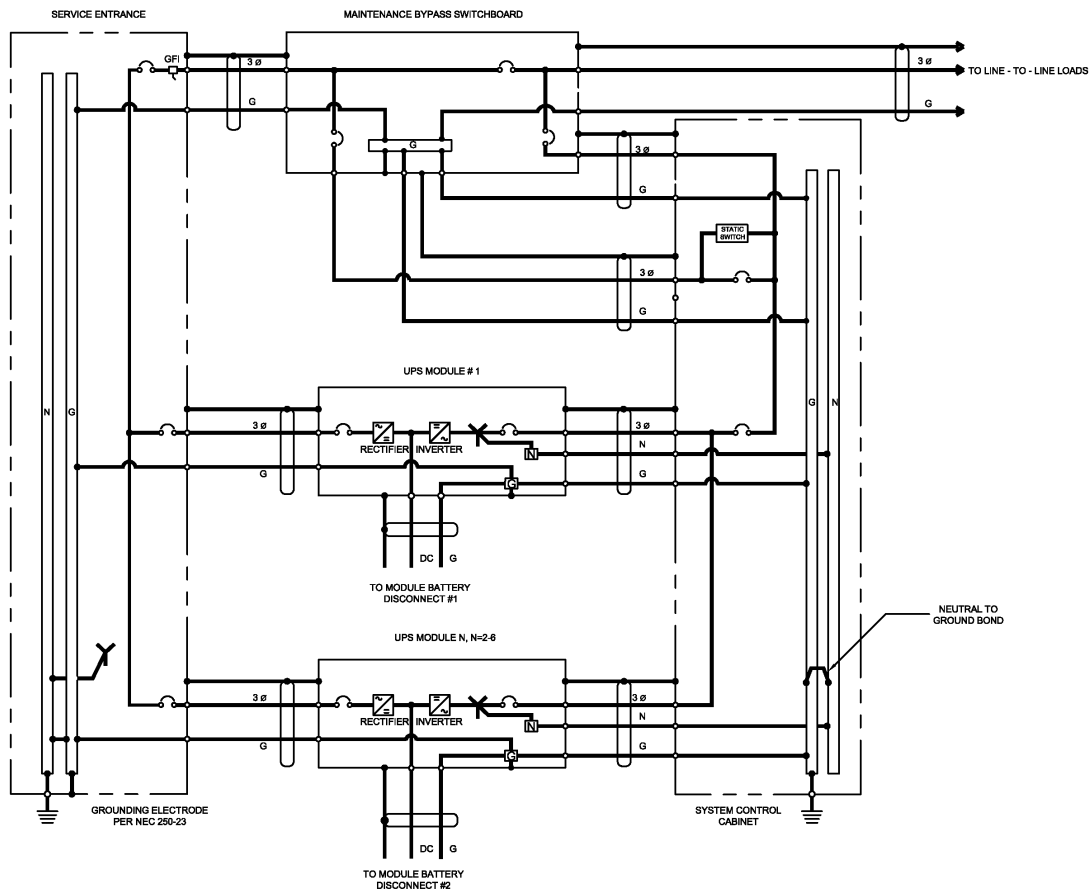 SERVICE ENTRANCE
MAINTENANCE BYPASS SWITCHBOARD
GFI
3 ø
3 ø
TO LINE - TO - LINE LOADS
G
G
G
3 ø
G
STATIC
SWITCH
3 ø
G
UPS MODULE # 1
N
G
G
N
3 ø
3 ø
RECTIFIER
INVERTER
N
N
G
G
G
DC
G
TO MODULE BATTERY
DISCONNECT #1
NEUTRAL TO
GROUND BOND
UPS MODULE N, N=2-6
3 ø
3 ø
RECTIFIER
INVERTER
N
N
G
G
G
GROUNDING ELECTRODE
PER NEC 250-23
SYSTEM CONTROL
CABINET
DC
G
TO MODULE BATTERY
DISCONNECT #2